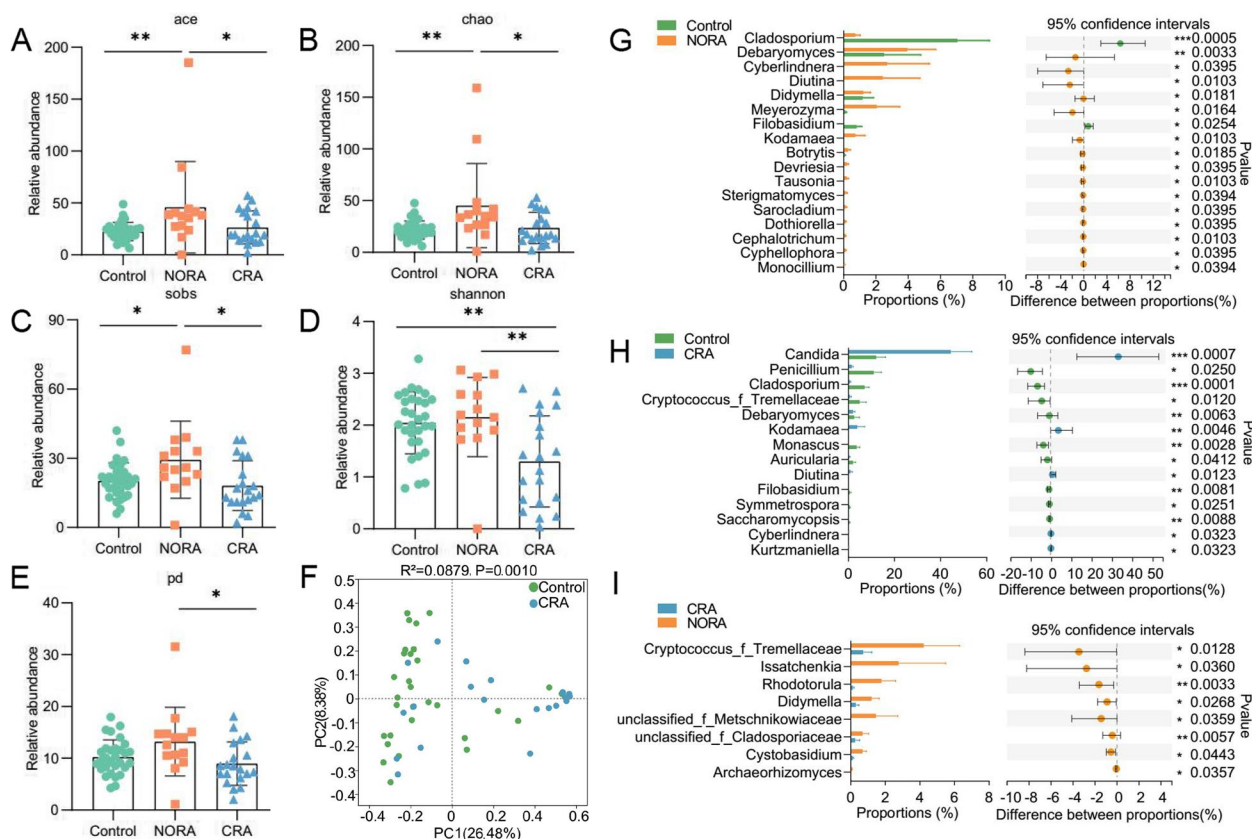 A
ace
Relative abundance
200
150
100
50
0
**
*
Control
NORA
CRA
B
chao
Relative abundance
200
150
100
50
0
**
*
Control
NORA
CRA
C
sobs
Relative abundance
90
60
30
0
*
*
Control
NORA
CRA
D
shannon
Relative abundance
4
3
2
1
0
**
**
Control
NORA
CRA
E
pd
Relative abundance
40
30
20
10
0
*
Control
NORA
CRA
F
R²=0.0879. P=0.0010
Control
CRA
PC2(8.38%)
0.5
0.4
0.3
0.2
0.1
0
-0.1
-0.2
-0.3
-0.4
-0.4
-0.2
0
0.2
0.4
0.6
PC1(26.48%)
G
Control
NORA
95% confidence intervals
Cladosporium
***0.0005
Debaryomyces
**0.0033
Cyberlindnera
* 0.0395
Diutina
* 0.0103
Didymella
* 0.0181
Meyerozyma
* 0.0164
Filobasidium
* 0.0254
Kodamaea
* 0.0103
Botrytis
* 0.0185
Devriesia
* 0.0395
Tausonia
* 0.0103
Sterigmatomyces
* 0.0394
Sarocladium
* 0.0395
Dothiorella
* 0.0395
Cephalotrichum
* 0.0103
Cyphellophora
* 0.0395
Monocillium
* 0.0394
Pvalue
0 2 4 6 8 10
Proportions (%)
-8 -4 0 4 8 12
Difference between proportions(%)
H
Control
CRA
95% confidence intervals
Candida
*** 0.0007
Penicillium
* 0.0250
Cladosporium
*** 0.0001
Cryptococcus_f_Tremellaceae
* 0.0120
Debaryomyces
** 0.0063
Kodamaea
** 0.0046
Monascus
** 0.0028
Auricularia
* 0.0412
Diutina
* 0.0123
Filobasidium
** 0.0081
Symmetrospora
* 0.0251
Saccharomycopsis
** 0.0088
Cyberlindnera
* 0.0323
Kurtzmaniella
* 0.0323
Pvalue
0 20 40 60
Proportions (%)
-20 -10 0 10 20 30 40 50
Difference between proportions(%)
I
CRA
NORA
95% confidence intervals
Cryptococcus_f_Tremellaceae
* 0.0128
Issatchenkia
* 0.0360
Rhodotorula
** 0.0033
Didymella
* 0.0268
unclassified_f_Metschnikowiaceae
* 0.0359
unclassified_f_Cladosporiaceae
** 0.0057
Cystobasidium
* 0.0443
Archaeorhizomyces
* 0.0357
Pvalue
0 2 4 6 8
Proportions (%)
-10 -8 -6 -4 -2 0 2 4
Difference between proportions(%)